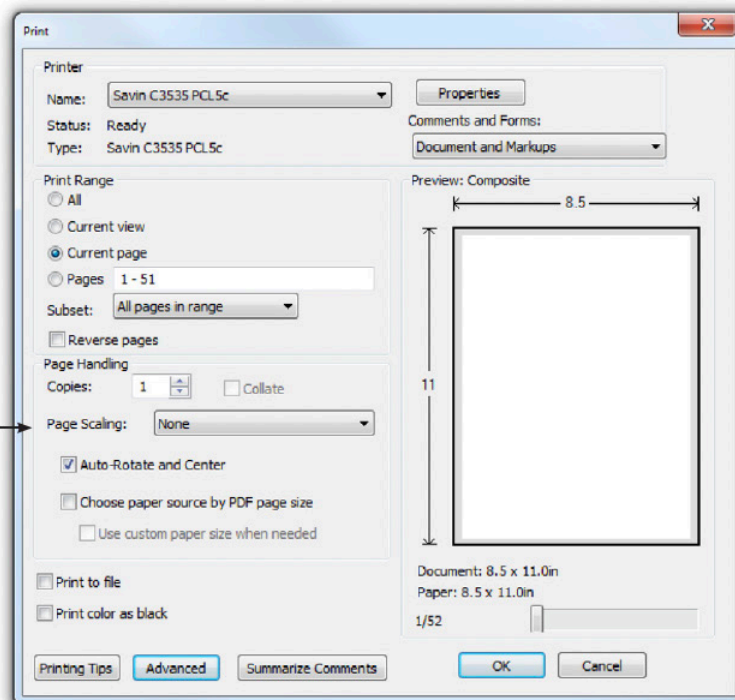 Print
Printer
Name: Savin C3535 PCL5c
Properties
Status: Ready
Comments and Forms:
Type: Savin C3535 PCL5c
Document and Markups
Print Range
All
Current view
Current page
Pages 1 - 51
Subset: All pages in range
Reverse pages
Page Handling
Copies: 1 Collate
Page Scaling: None
Auto-Rotate and Center
Choose paper source by PDF page size
Use custom paper size when needed
Print to file
Print color as black
Preview: Composite
8.5
11
Document: 8.5 x 11.0in
Paper: 8.5 x 11.0in
1/52
Printing Tips Advanced Summarize Comments OK Cancel